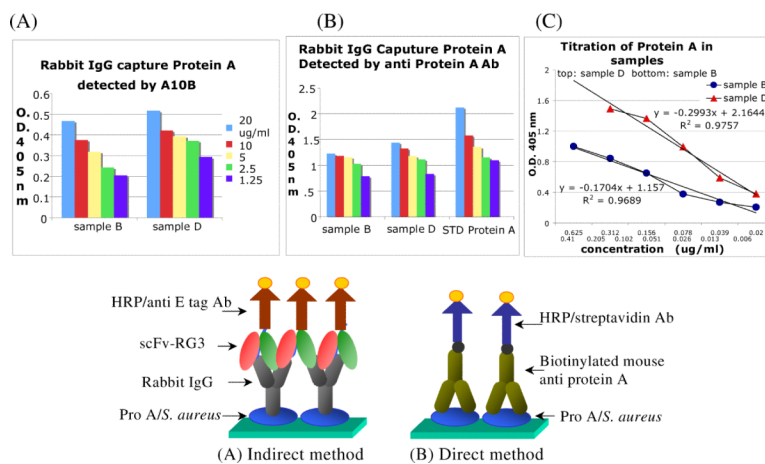 (A)
Rabbit IgG capture Protein A
detected by A10B
O.D.405nm
0.6
0.5
0.4
0.3
0.2
0.1
0
sample B
sample D
20
ug/ml
10
5
2.5
1.25
(B)
Rabbit IgG Caputure Protein A
Detected by anti Protein A Ab
O.D.405nm
2.5
2
1.5
1
.5
0
sample B
sample D
STD Protein A
(C)
Titration of Protein A in
samples
top: sample D bottom: sample B
sample B
sample D
y = -0.2993x + 2.1644
R² = 0.9757
y = -0.1704x + 1.157
R² = 0.9689
O.D. 405 nm
2
1.6
1.2
0.8
0.4
0
0.625 0.312 0.156 0.078 0.039 0.02
0.41 0.205 0.102 0.051 0.026 0.013 0.006
concentration (ug/ml)
HRP/anti E tag Ab
scFv-RG3
Rabbit IgG
Pro A/S. aureus
(A) Indirect method
HRP/streptavidin Ab
Biotinylated mouse
anti protein A
Pro A/S. aureus
(B) Direct method